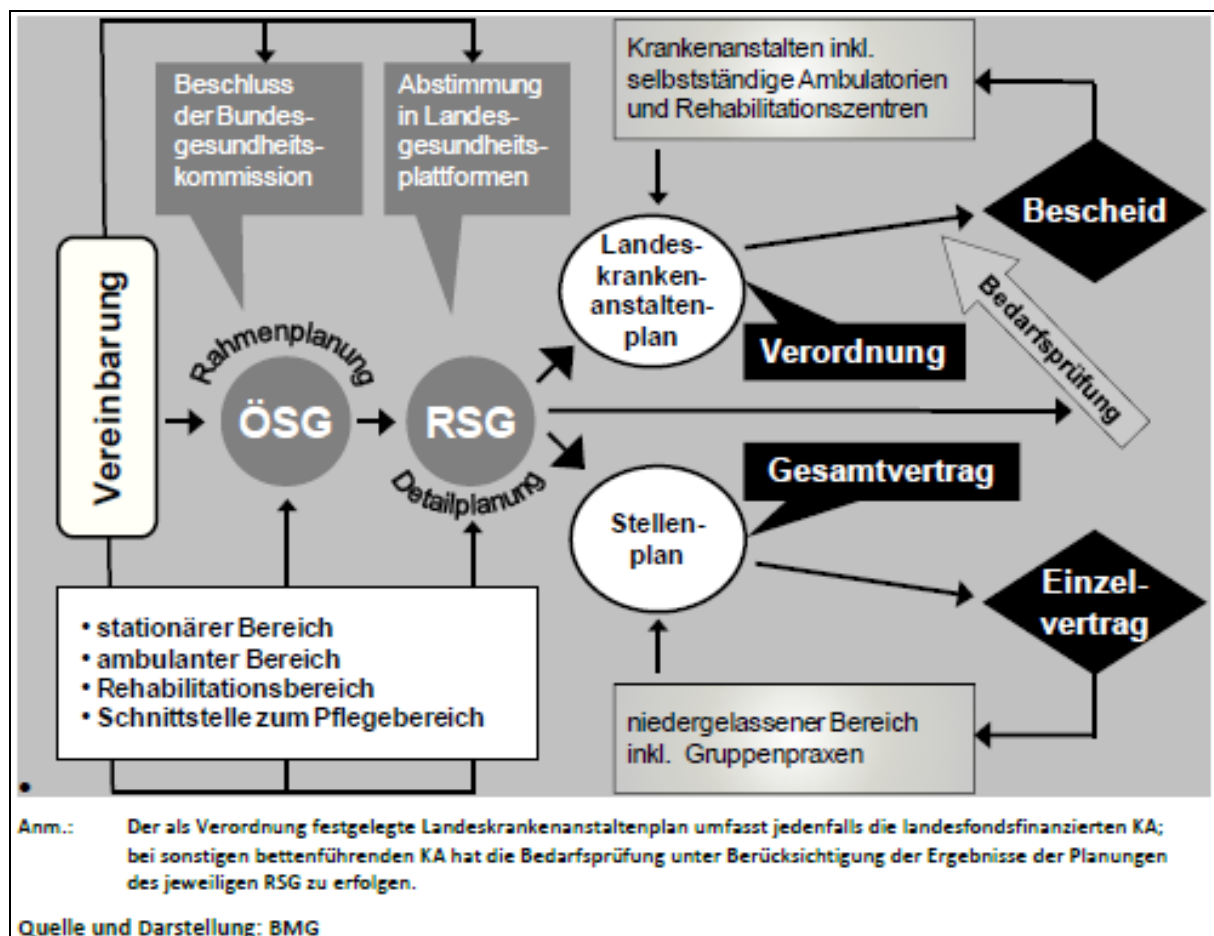 Beschluss
der Bundes-
gesundheits-
kommission
Abstimmung
in Landes-
gesundheits-
plattformen
Krankenanstalten inkl.
selbstständige Ambulatorien
und Rehabilitationszentren
Bescheid
Landes-
kranken-
anstalten-
plan
Verordnung
Bedarfsprüfung
Vereinbarung
Rahmenplanung
ÖSG
RSG
Detailplanung
Gesamtvertrag
Stellen-
plan
Einzel-
vertrag
• stationärer Bereich
• ambulanter Bereich
• Rehabilitationsbereich
• Schnittstelle zum Pflegebereich
niedergelassener Bereich
inkl. Gruppenpraxen
•
Anm.: Der als Verordnung festgelegte Landeskrankenanstaltenplan umfasst jedenfalls die landesfondsfinanzierten KA;
bei sonstigen bettenführenden KA hat die Bedarfsprüfung unter Berücksichtigung der Ergebnisse der Planungen
des jeweiligen RSG zu erfolgen.
Quelle und Darstellung: BMG